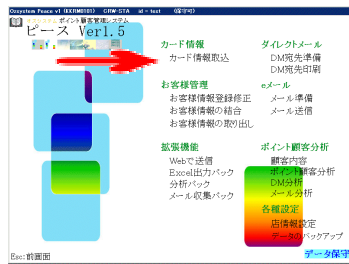 Ossystem Peace v1 (KKRM0101) GRW-STA id = test (保守中)
ポイント顧客管理システム
ピース Ver1.5
カード情報
カード情報取込
お客様管理
お客様情報登録修正
お客様情報の結合
お客様情報の取り出し
拡張機能
Webで送信
Excel出力パック
分析パック
メール収集パック
ダイレクトメール
DM宛先準備
DM宛先印刷
eメール
メール準備
メール送信
ポイント顧客分析
顧客内容
ポイント顧客分析
DM分析
メール分析
各種設定
店情報設定
データのバックアップ
Esc:前画面
データ保守